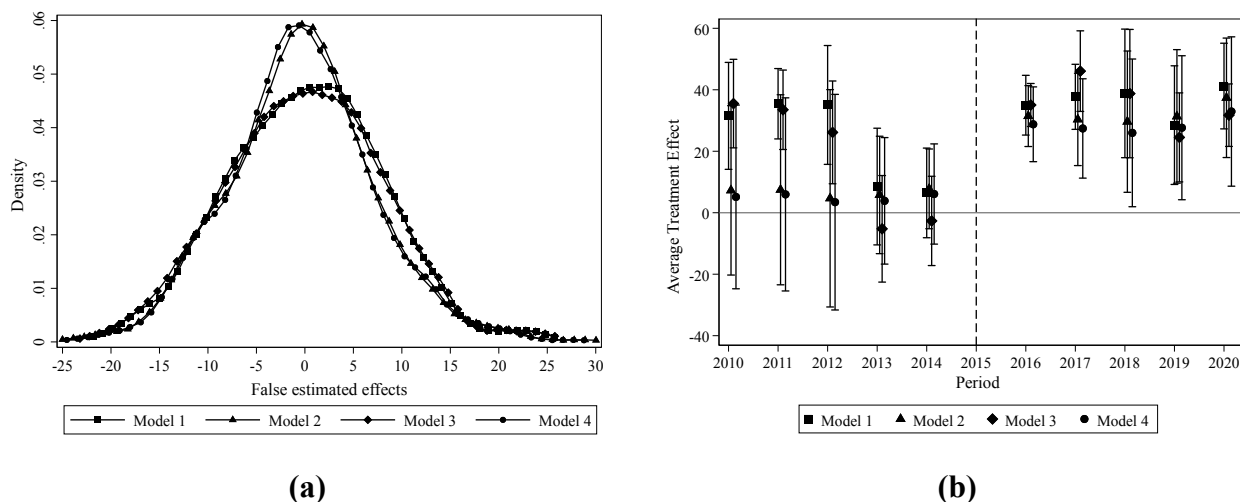 Density
0
.01
.02
.03
.04
.05
.06
-25 -20 -15 -10 -5 0 5 10 15 20 25 30
False estimated effects
Model 1 Model 2 Model 3 Model 4
(a)
Average Treatment Effect
60
40
20
0
-20
-40
2010 2011 2012 2013 2014 2015 2016 2017 2018 2019 2020
Period
Model 1 Model 2 Model 3 Model 4
(b)